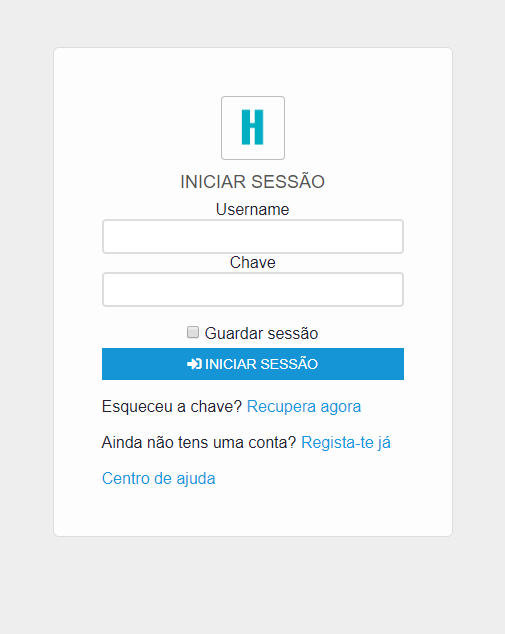 H
INICIAR SESSÃO
Username
Chave
Guardar sessão
INICIAR SESSÃO
Esqueceu a chave? Recupera agora
Ainda não tens uma conta? Regista-te já
Centro de ajuda